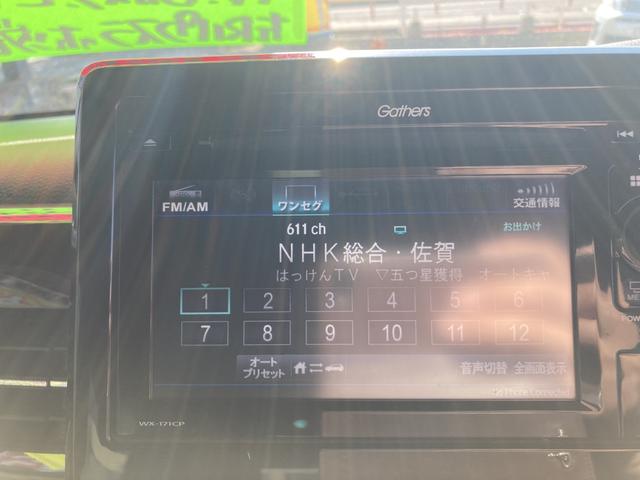 Gathers
FM/AM
ワンセグ
交通情報
611 ch
お出かけ
NHK総合・佐賀
はっけんTV ▽五つ星獲得 オートキャ
1 2 3 4 5 6
7 8 9 10 11 12
オート
プリセット
音声切替 全画面表示
No Phone Connected
WX-171CP